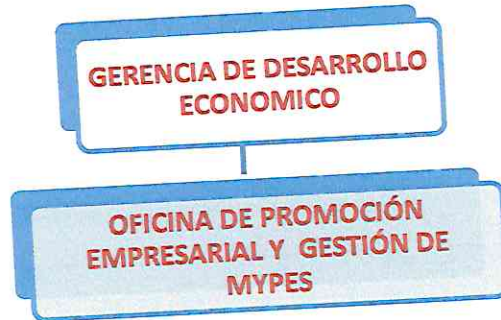 GERENCIA DE DESARROLLO
ECONOMICO
OFICINA DE PROMOCIÓN
EMPRESARIAL Y GESTIÓN DE
MYPES